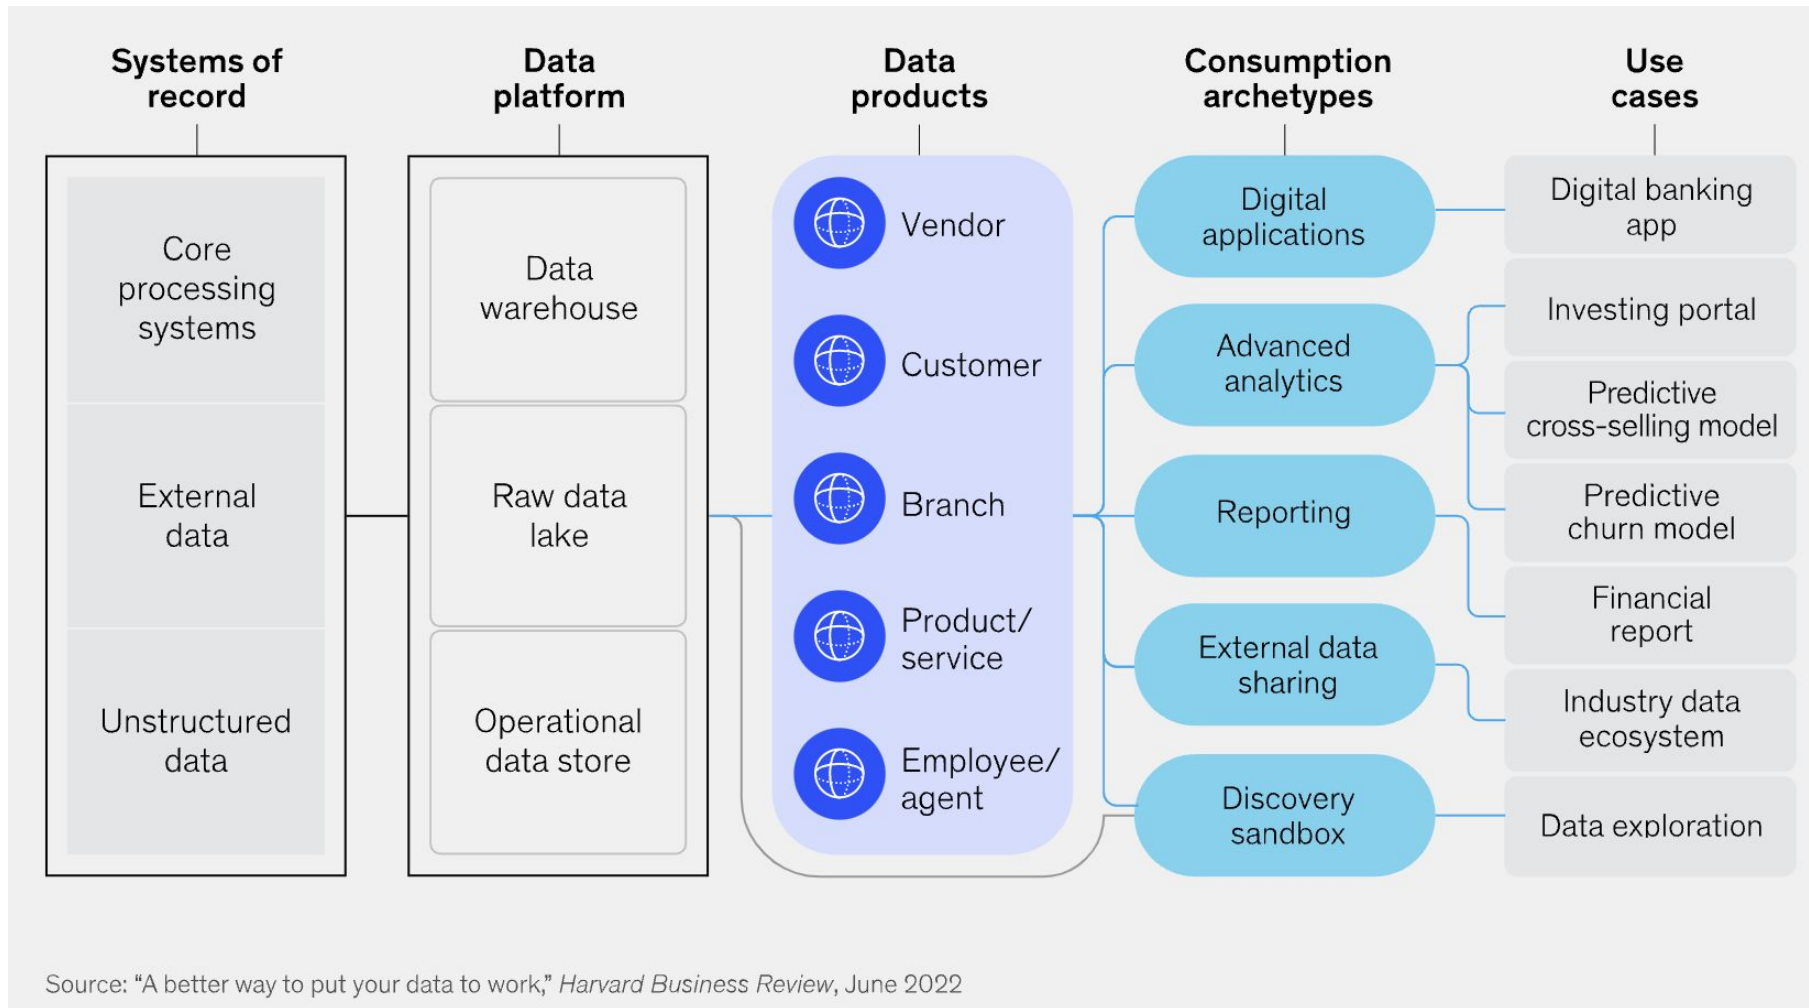 Systems of
record
Data
platform
Data
products
Consumption
archetypes
Use
cases
Core
processing
systems
External
data
Unstructured
data
Data
warehouse
Raw data
lake
Operational
data store
Vendor
Customer
Branch
Product/
service
Employee/
agent
Digital
applications
Advanced
analytics
Reporting
External data
sharing
Discovery
sandbox
Digital banking
app
Investing portal
Predictive
cross-selling model
Predictive
churn model
Financial
report
Industry data
ecosystem
Data exploration
Source: “A better way to put your data to work,” Harvard Business Review, June 2022